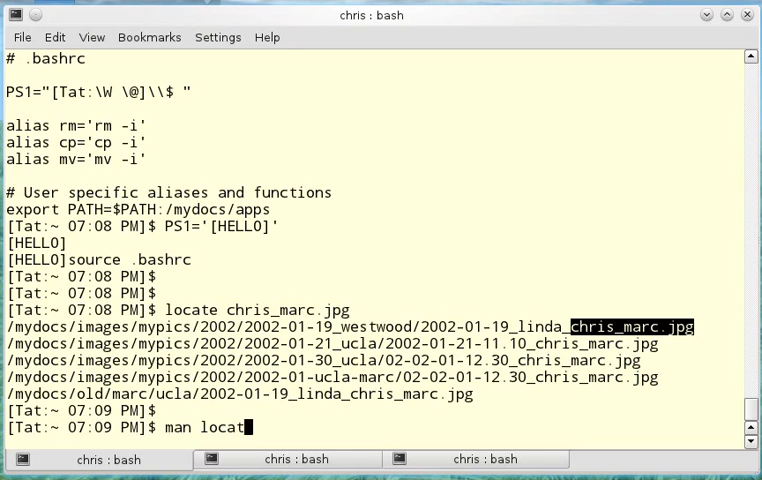 chris : bash
File Edit View Bookmarks Settings Help
# .bashrc
PS1="[Tat:\W \@]\\$ "
alias rm='rm -i'
alias cp='cp -i'
alias mv='mv -i'
# User specific aliases and functions
export PATH=$PATH:/mydocs/apps
[Tat:~ 07:08 PM]$ PS1='[HELLO]'
[HELLO]
[HELLO]source .bashrc
[Tat:~ 07:08 PM]$
[Tat:~ 07:08 PM]$
[Tat:~ 07:08 PM]$ locate chris_marc.jpg
/mydocs/images/mypics/2002/2002-01-19_westwood/2002-01-19_linda_chris_marc.jpg
/mydocs/images/mypics/2002/2002-01-21_ucla/2002-01-21-11.10_chris_marc.jpg
/mydocs/images/mypics/2002/2002-01-30_ucla/02-02-01-12.30_chris_marc.jpg
/mydocs/images/mypics/2002/2002-01-ucla-marc/02-02-01-12.30_chris_marc.jpg
/mydocs/old/marc/ucla/2002-01-19_linda_chris_marc.jpg
[Tat:~ 07:09 PM]$
[Tat:~ 07:09 PM]$ man locat
chris : bash chris : bash chris : bash